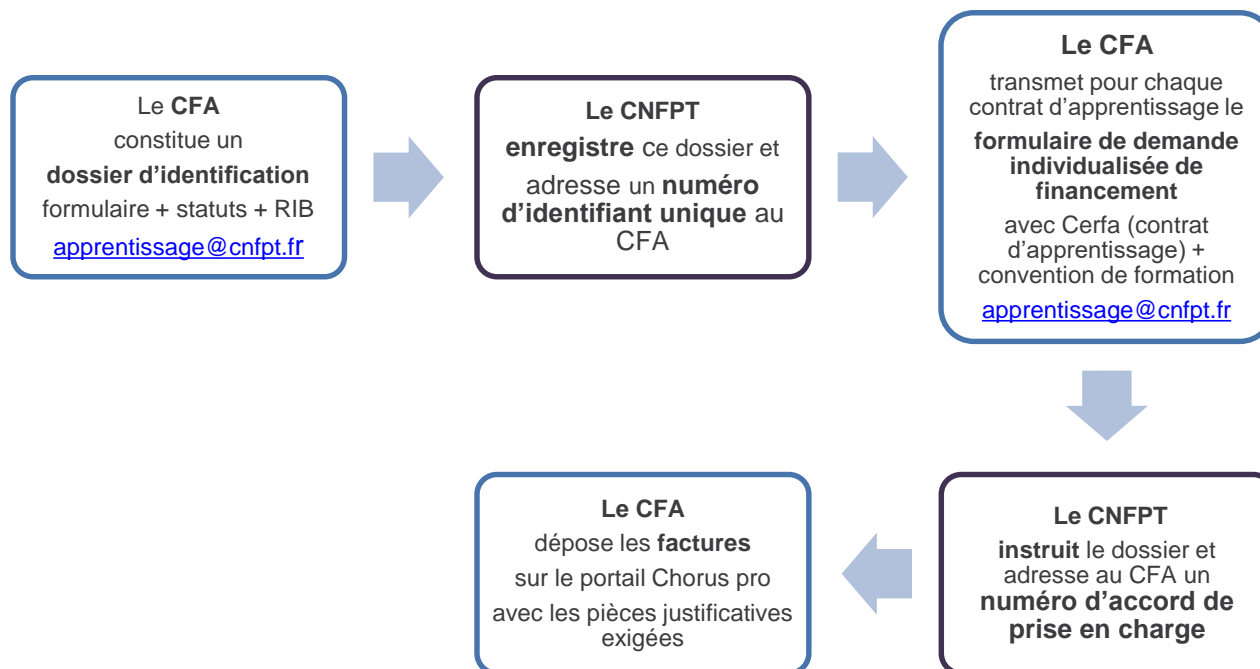 Le CFA
constitue un
dossier d’identification
formulaire + statuts + RIB
apprentissage@cnfpt.fr
Le CNFPT
enregistre ce dossier et
adresse un numéro
d’identifiant unique au
CFA
Le CFA
transmet pour chaque
contrat d’apprentissage le
formulaire de demande
individualisée de
financement
avec Cerfa (contrat
d’apprentissage) +
convention de formation
apprentissage@cnfpt.fr
Le CNFPT
instruit le dossier et
adresse au CFA un
numéro d’accord de
prise en charge
Le CFA
dépose les factures
sur le portail Chorus pro
avec les pièces justificatives
exigées